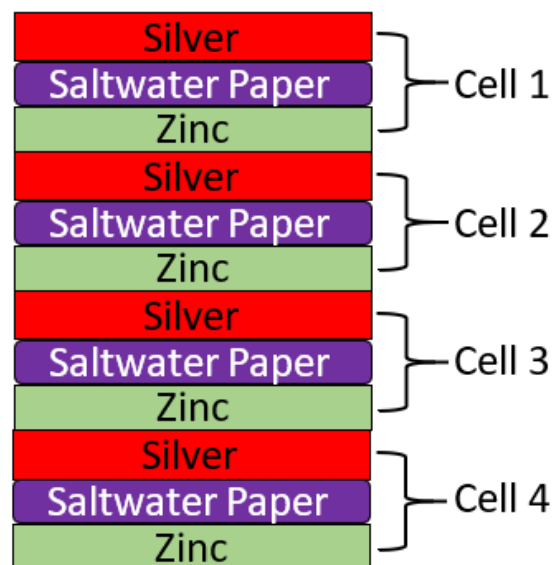 Silver
Saltwater Paper
Cell 1
Zinc
Silver
Saltwater Paper
Cell 2
Zinc
Silver
Saltwater Paper
Cell 3
Zinc
Silver
Saltwater Paper
Cell 4
Zinc